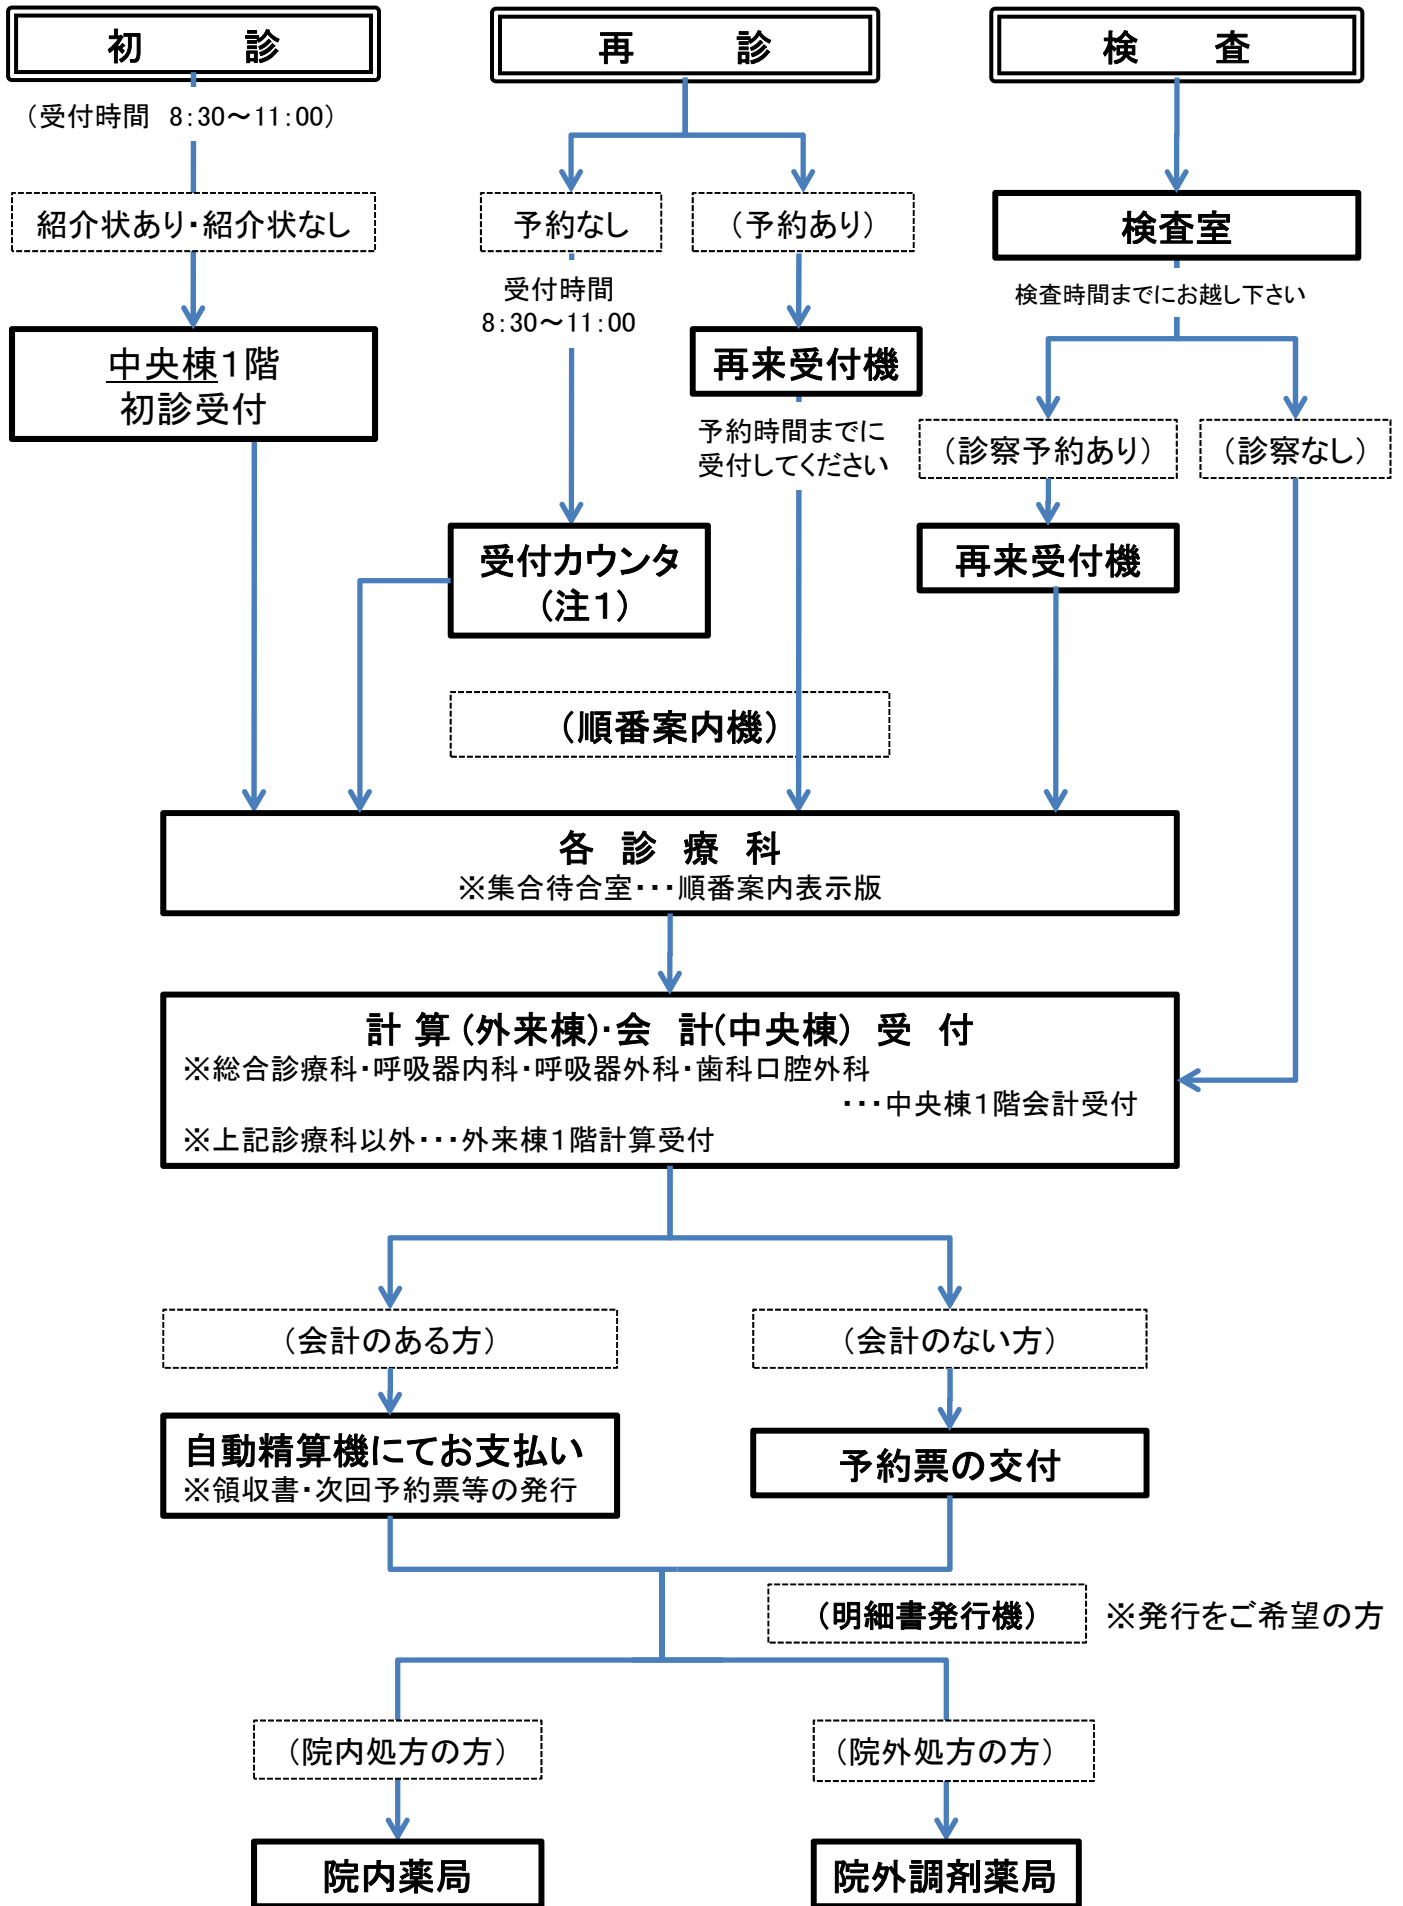 初　診
再　診
検　査
（受付時間　8：30～11：00）
紹介状あり・紹介状なし
予約なし
（予約あり）
検査室
受付時間
8：30～11：00
検査時間までにお越し下さい
中央棟１階
初診受付
再来受付機
予約時間までに
受付してください
（診察予約あり）
（診察なし）
受付カウンタ
（注１）
再来受付機
（順番案内機）
各　診　療　科
※集合待合室・・・順番案内表示版
計 算（外来棟）・会　計（中央棟）　受　付
※総合診療科・呼吸器内科・呼吸器外科・歯科口腔外科
・・・中央棟１階会計受付
※上記診療科以外・・・外来棟１階計算受付
（会計のある方）
（会計のない方）
自動精算機にてお支払い
※領収書・次回予約票等の発行
予約票の交付
（明細書発行機）
※発行をご希望の方
（院内処方の方）
（院外処方の方）
院内薬局
院外調剤薬局